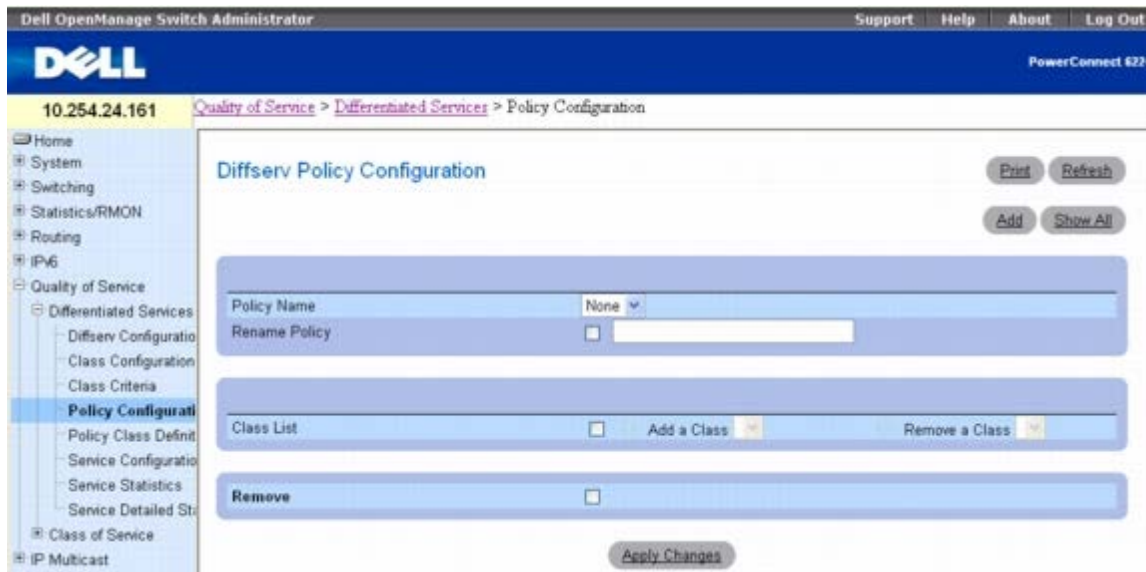 Dell OpenManage Switch Administrator
Support Help About Log Out
DELL
PowerConnect 622
10.254.24.161
Quality of Service > Differentiated Services > Policy Configuration
Home
System
Switching
Statistics/RMON
Routing
IPv6
Quality of Service
Differentiated Services
Diffserv Configuratio
Class Configuration
Class Criteria
Policy Configurati
Policy Class Definit
Service Configuratio
Service Statistics
Service Detailed Sta
Class of Service
IP Multicast
Diffserv Policy Configuration
Print Refresh
Add Show All
Policy Name None
Rename Policy
Class List Add a Class Remove a Class
Remove
Apply Changes